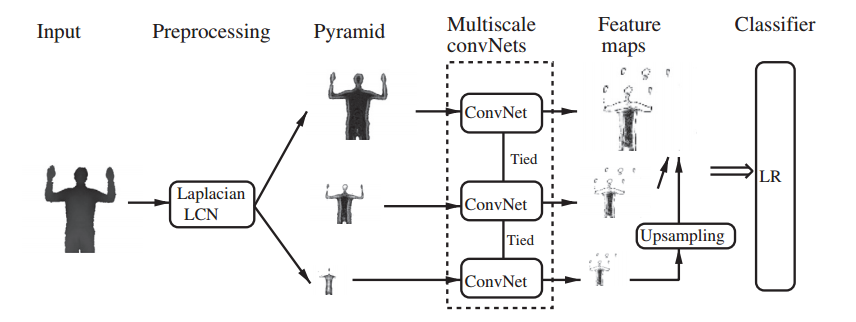 Input
Preprocessing
Pyramid
Multiscale
convNets
Feature
maps
Classifier
Laplacian
LCN
ConvNet
Tied
ConvNet
Tied
ConvNet
Upsampling
LR